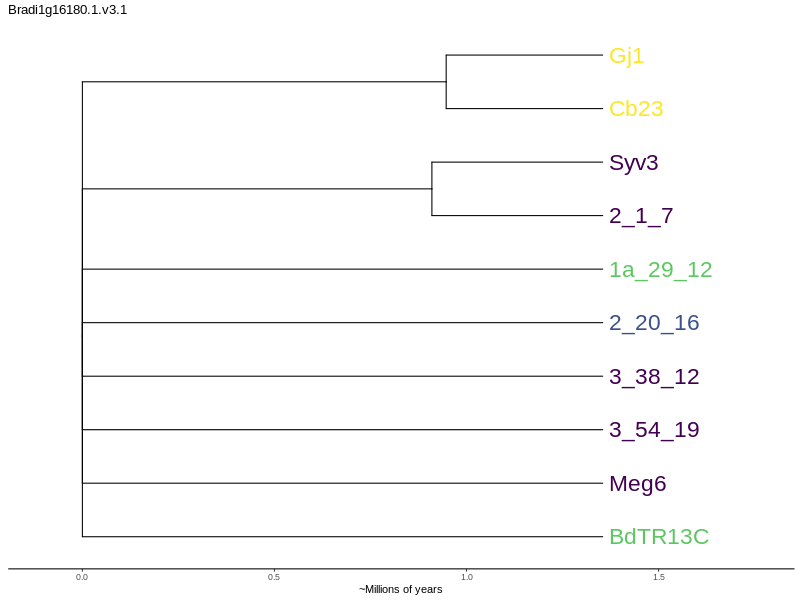 Bradi1g16180.1.v3.1
Gj1
Cb23
Syv3
2_1_7
1a_29_12
2_20_16
3_38_12
3_54_19
Meg6
BdTR13C
0.0 0.5 1.0 1.5
~Millions of years